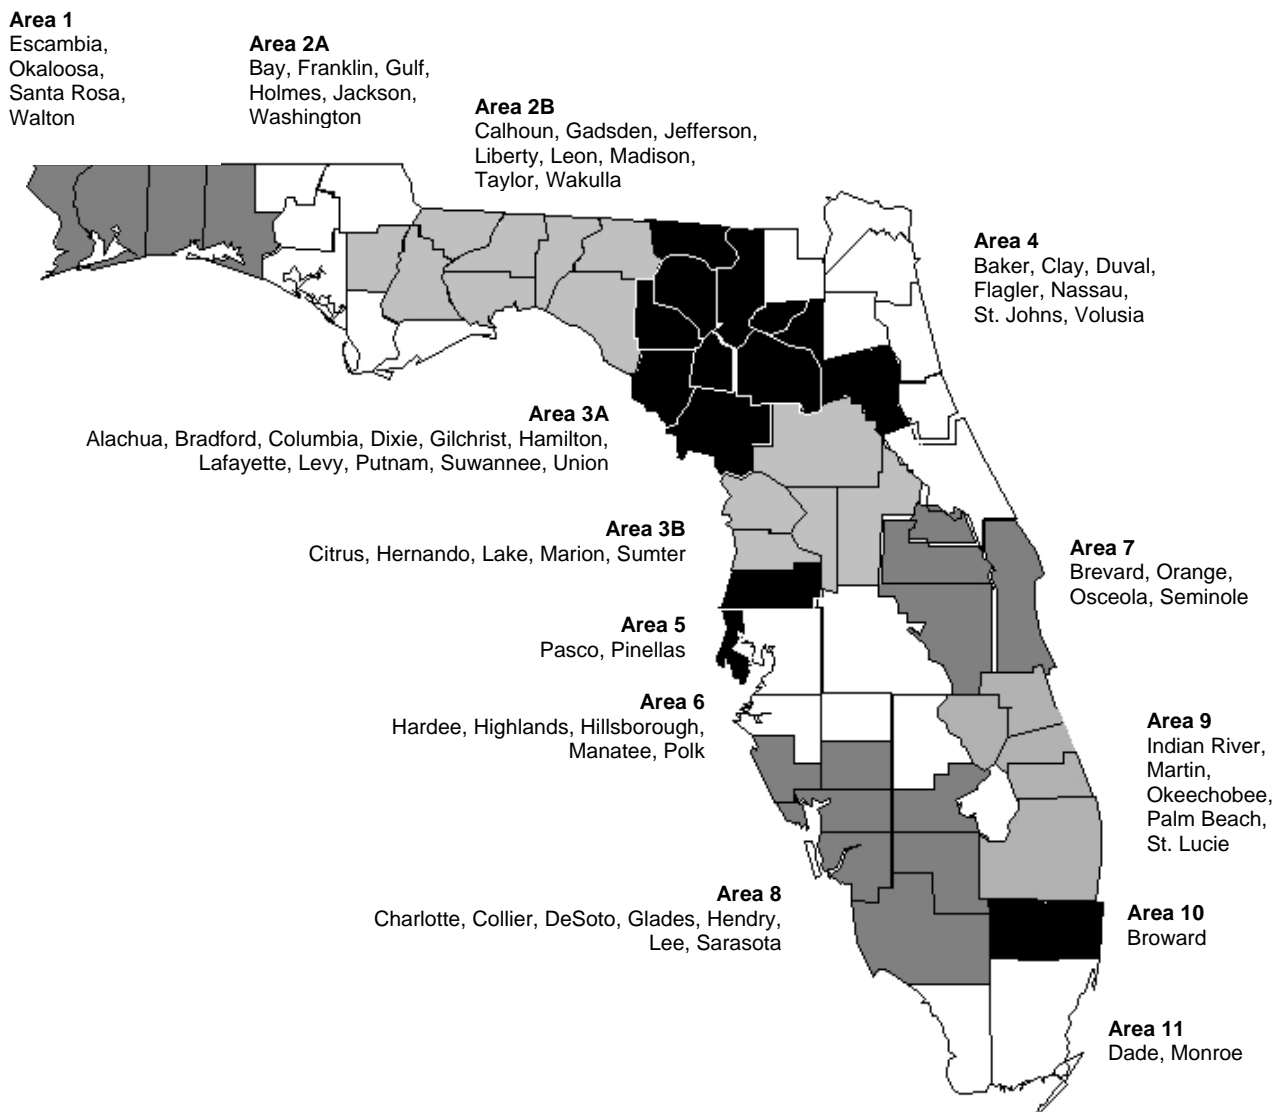 Area 1
Escambia,
Okaloosa,
Santa Rosa,
Walton
Area 2A
Bay, Franklin, Gulf,
Holmes, Jackson,
Washington
Area 2B
Calhoun, Gadsden, Jefferson,
Liberty, Leon, Madison,
Taylor, Wakulla
Area 4
Baker, Clay, Duval,
Flagler, Nassau,
St. Johns, Volusia
Area 3A
Alachua, Bradford, Columbia, Dixie, Gilchrist, Hamilton,
Lafayette, Levy, Putnam, Suwannee, Union
Area 3B
Citrus, Hernando, Lake, Marion, Sumter
Area 7
Brevard, Orange,
Osceola, Seminole
Area 5
Pasco, Pinellas
Area 6
Hardee, Highlands, Hillsborough,
Manatee, Polk
Area 9
Indian River,
Martin,
Okeechobee,
Palm Beach,
St. Lucie
Area 8
Charlotte, Collier, DeSoto, Glades, Hendry,
Lee, Sarasota
Area 10
Broward
Area 11
Dade, Monroe